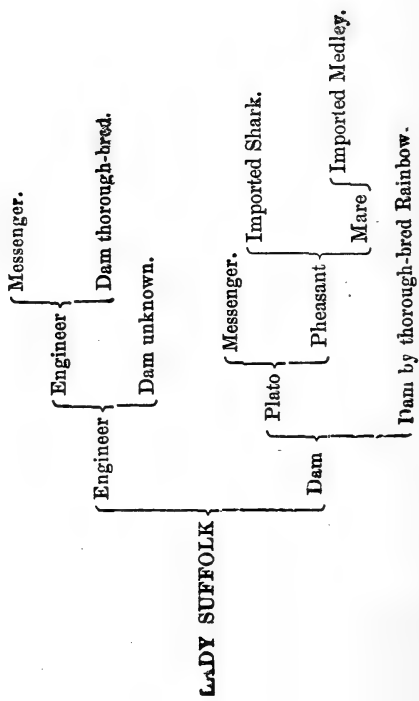 Messenger.
Engineer
Dam thorough-bred.
Engineer
Dam unknown.
LADY SUFFOLK
Messenger.
Plato
Imported Shark.
Pheasant
Imported Medley.
Mare
Dam
Dam by thorough-bred Rainbow.